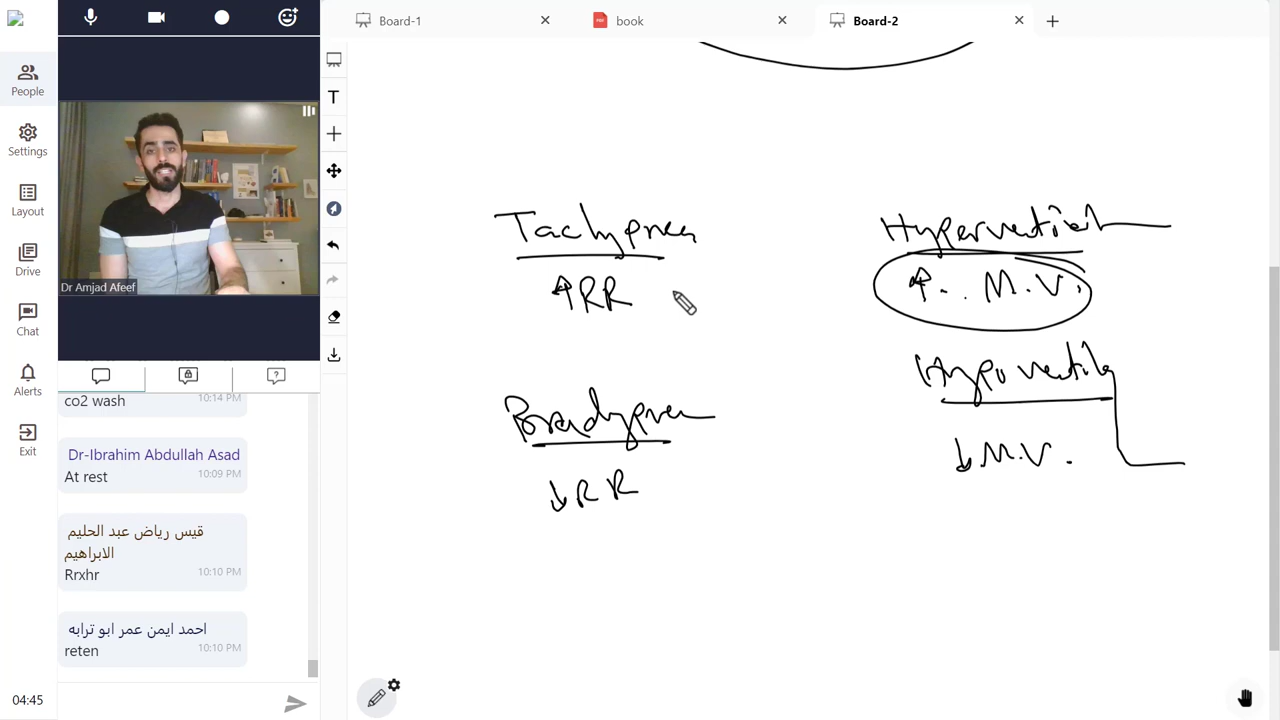 Board-1
book
Board-2
People
Settings
Layout
Drive
Chat
Alerts
Exit
04:45
Dr Amjad Afeef
co2 wash
10:14 PM
Dr-Ibrahim Abdullah Asad
At rest
10:09 PM
قيس رياض عبد الحليم
الابراهيم
Rrxhr
10:10 PM
احمد ايمن عمر ابو ترابه
reten
10:10 PM
T
Tachypnea
↑RR
Bradypnea
↓RR
↑. . M.V.
↓M.V.